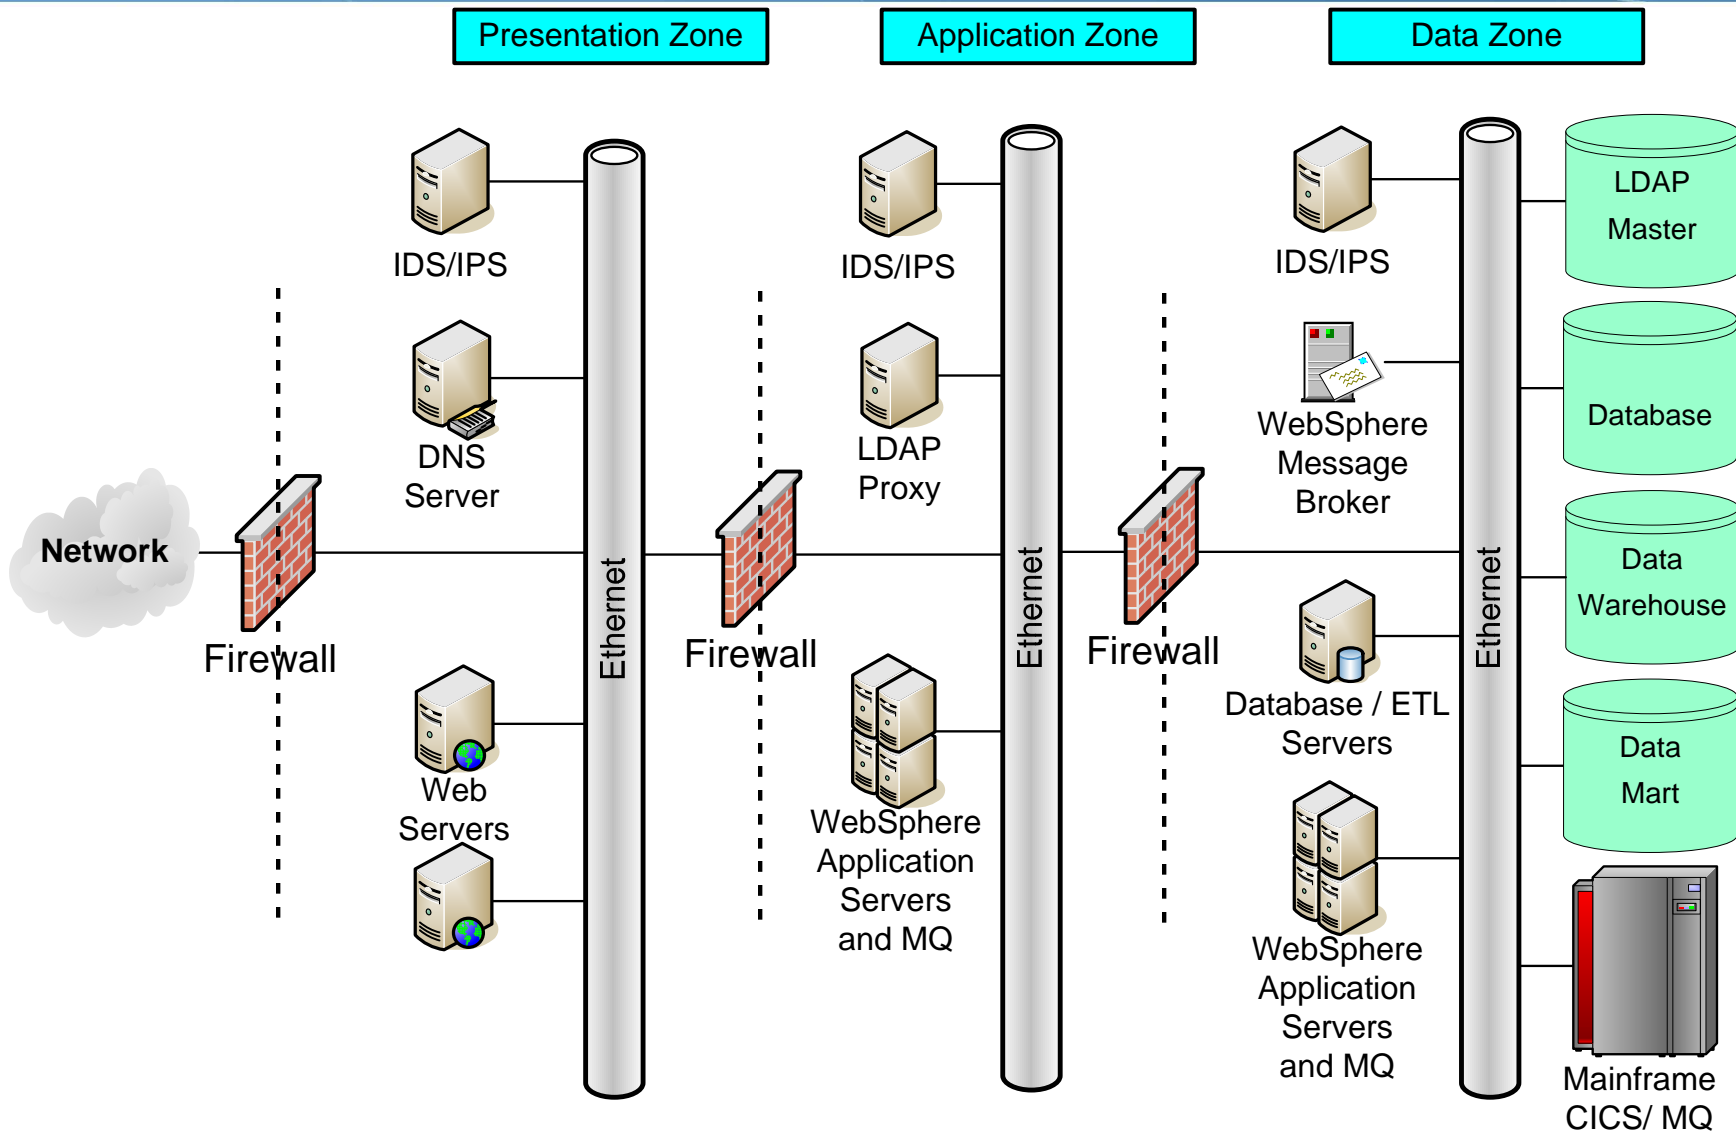 Presentation Zone
Application Zone
Data Zone
IDS/IPS
DNS
Server
Network
Firewall
Web
Servers
Ethernet
IDS/IPS
LDAP
Proxy
Firewall
WebSphere
Application
Servers
and MQ
Ethernet
IDS/IPS
WebSphere
Message
Broker
Firewall
Database / ETL
Servers
WebSphere
Application
Servers
and MQ
Ethernet
LDAP
Master
Database
Data
Warehouse
Data
Mart
Mainframe
CICS/ MQ